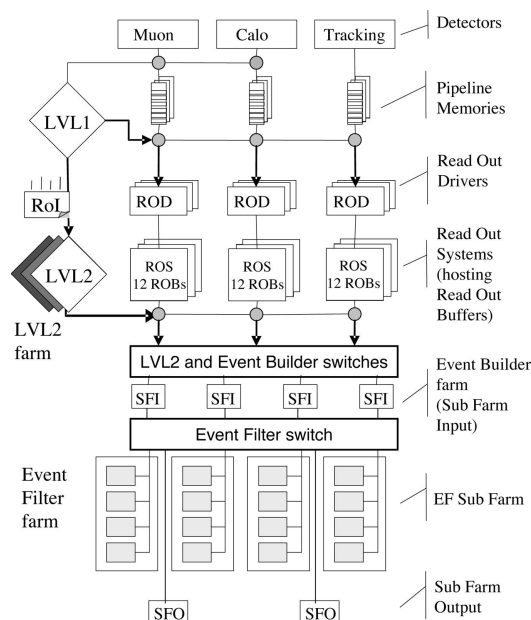 Muon
Calo
Tracking
Detectors
Pipeline
Memories
LVL1
Read Out
Drivers
RoI
ROD
ROD
ROD
LVL2
LVL2
farm
ROS
12 ROBs
ROS
12 ROBs
ROS
12 ROBs
Read Out
Systems
(hosting
Read Out
Buffers)
LVL2 and Event Builder switches
SFI
SFI
SFI
SFI
Event Builder
farm
(Sub Farm
Input)
Event Filter switch
Event
Filter
farm
EF Sub Farm
SFO
SFO
Sub Farm
Output